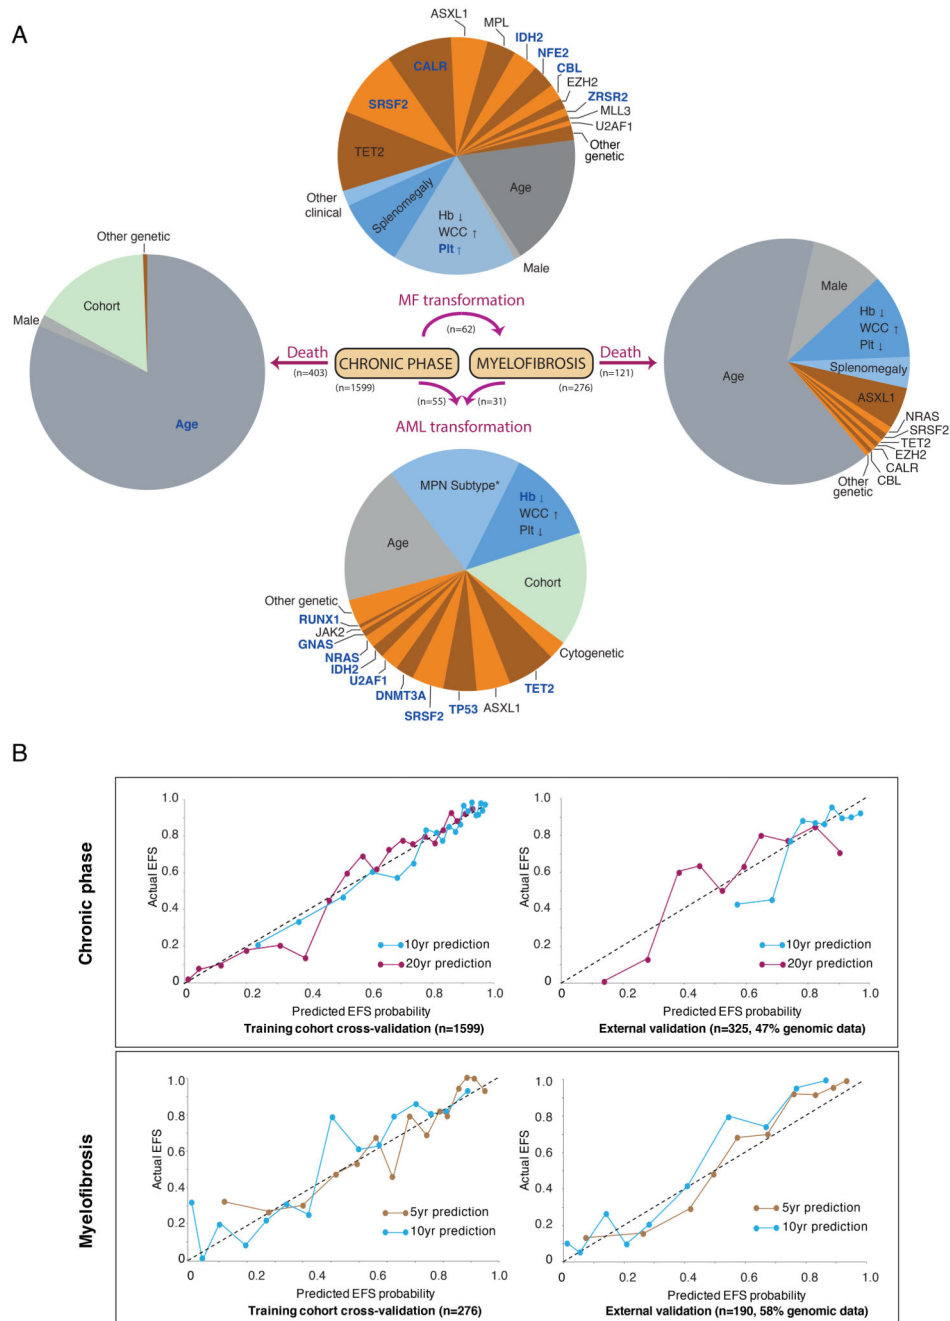 A
ASXL1
MPL
IDH2
NFE2
CBL
EZH2
ZRSR2
MLL3
U2AF1
Other genetic
CALR
SRSF2
TET2
Other clinical
Splenomegaly
Hb ↓
WCC ↑
Plt ↑
Age
Male
Other genetic
Cohort
Male
Age
MF transformation
(n=62)
Death
(n=403)
CHRONIC PHASE
(n=1599)
MYELOFIBROSIS
(n=276)
Death
(n=121)
(n=55)
(n=31)
AML transformation
Male
Hb ↓
WCC ↑
Plt ↓
Splenomegaly
Age
ASXL1
NRAS
SRSF2
TET2
EZH2
CALR
CBL
Other genetic
MPN Subtype*
Hb ↓
WCC ↑
Plt ↓
Age
Cohort
Other genetic
RUNX1
JAK2
GNAS
NRAS
IDH2
U2AF1
DNMT3A
SRSF2
TP53
ASXL1
TET2
Cytogenetic
B
Chronic phase
Actual EFS
1.0
0.8
0.6
0.4
0.2
0
10yr prediction
20yr prediction
0 0.2 0.4 0.6 0.8 1.0
Predicted EFS probability
Training cohort cross-validation (n=1599)
Actual EFS
1.0
0.8
0.6
0.4
0.2
0
10yr prediction
20yr prediction
0 0.2 0.4 0.6 0.8 1.0
Predicted EFS probability
External validation (n=325, 47% genomic data)
Myelofibrosis
Actual EFS
1.0
0.8
0.6
0.4
0.2
0
5yr prediction
10yr prediction
0 0.2 0.4 0.6 0.8 1.0
Predicted EFS probability
Training cohort cross-validation (n=276)
Actual EFS
1.0
0.8
0.6
0.4
0.2
0
5yr prediction
10yr prediction
0 0.2 0.4 0.6 0.8 1.0
Predicted EFS probability
External validation (n=190, 58% genomic data)